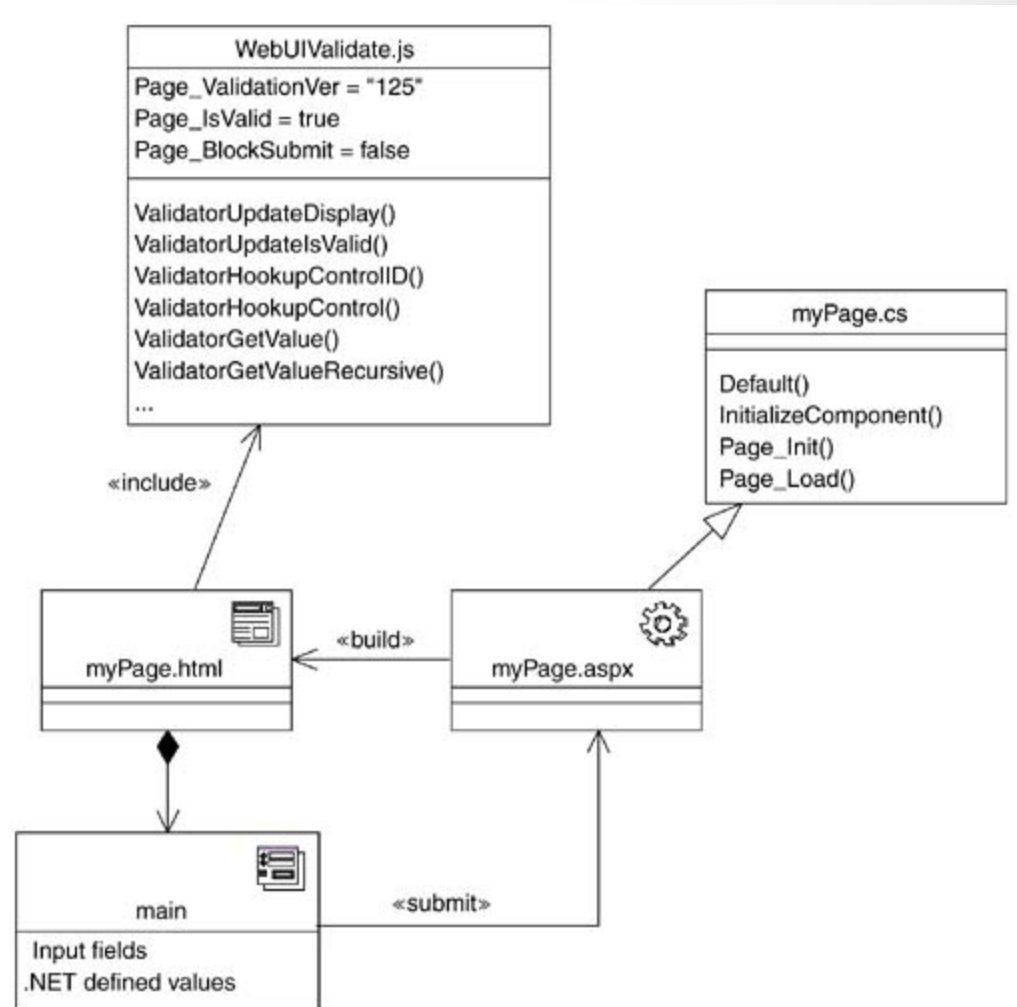 WebUIValidate.js
Page_ValidationVer = "125"
Page_IsValid = true
Page_BlockSubmit = false
ValidatorUpdateDisplay()
ValidatorUpdateIsValid()
ValidatorHookupControlID()
ValidatorHookupControl()
ValidatorGetValue()
ValidatorGetValueRecursive()
...
myPage.cs
Default()
InitializeComponent()
Page_Init()
Page_Load()
«include»
myPage.html
«build»
myPage.aspx
main
Input fields
.NET defined values
«submit»